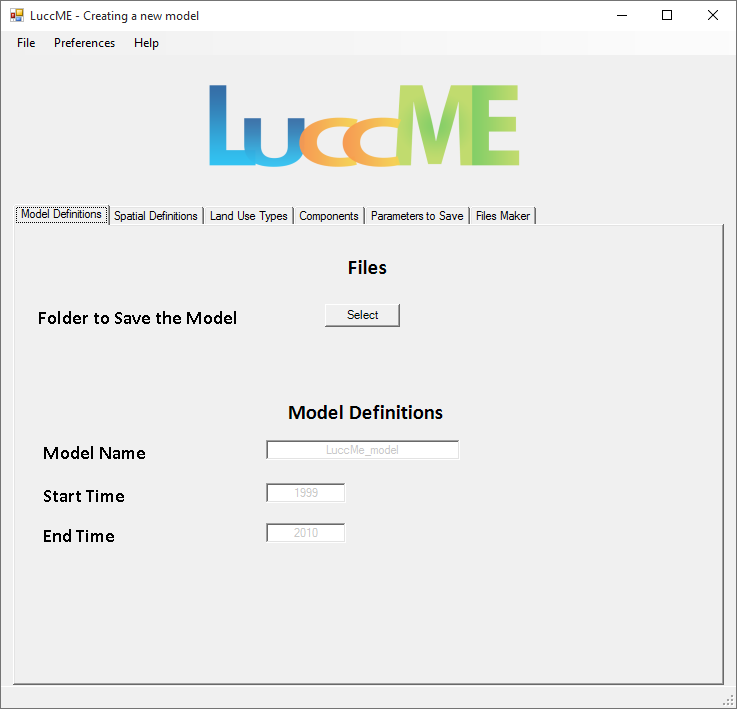 LuccME - Creating a new model
File Preferences Help
LuccME
Model Definitions Spatial Definitions Land Use Types Components Parameters to Save Files Maker
Files
Folder to Save the Model Select
Model Definitions
Model Name LuccMe_model
Start Time 1999
End Time 2010